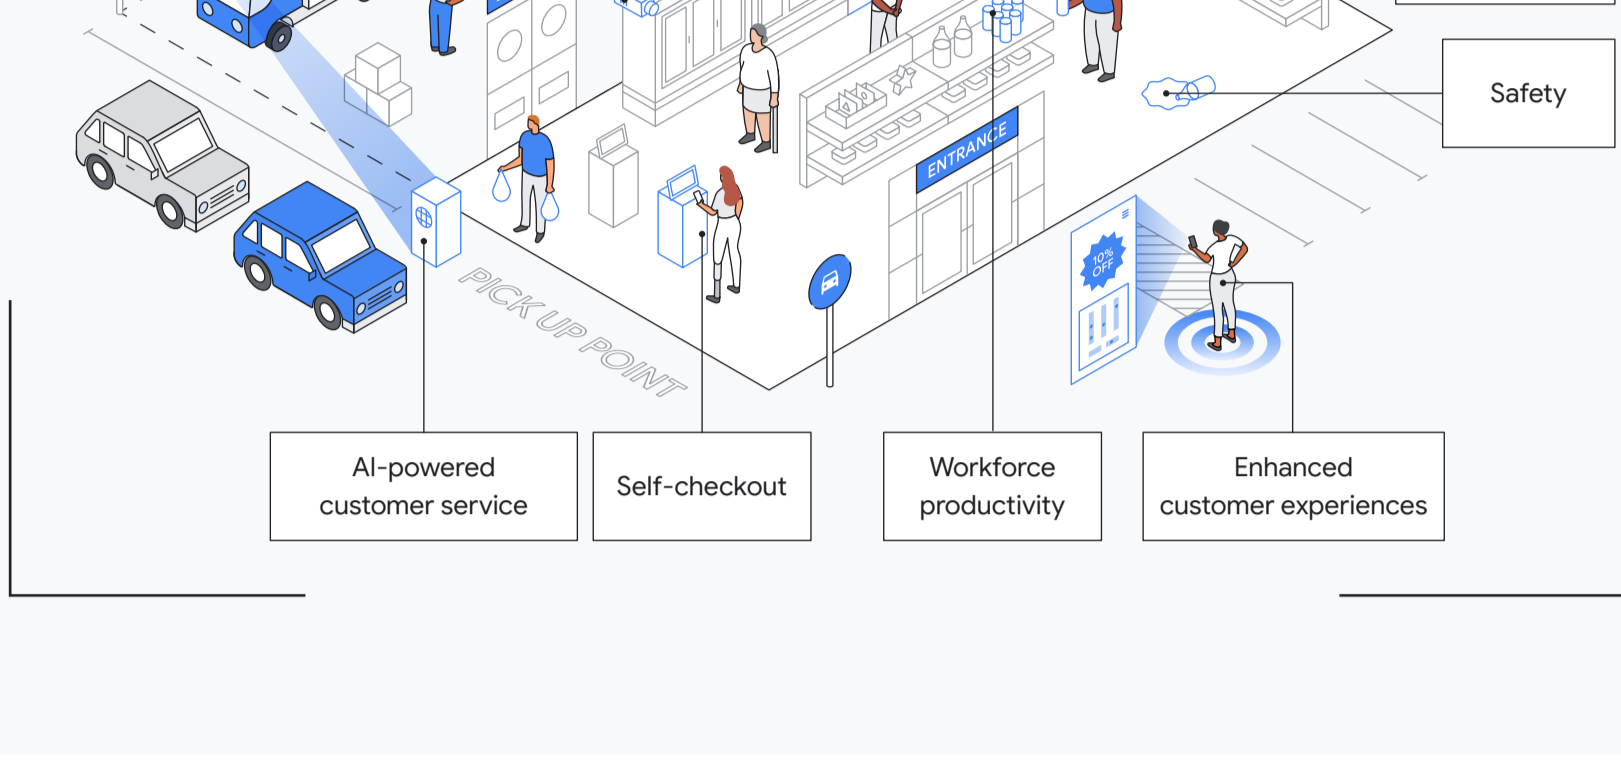 Safety
ENTRANCE
10%
OFF
PICK UP POINT
AI-powered
customer service
Self-checkout
Workforce
productivity
Enhanced
customer experiences